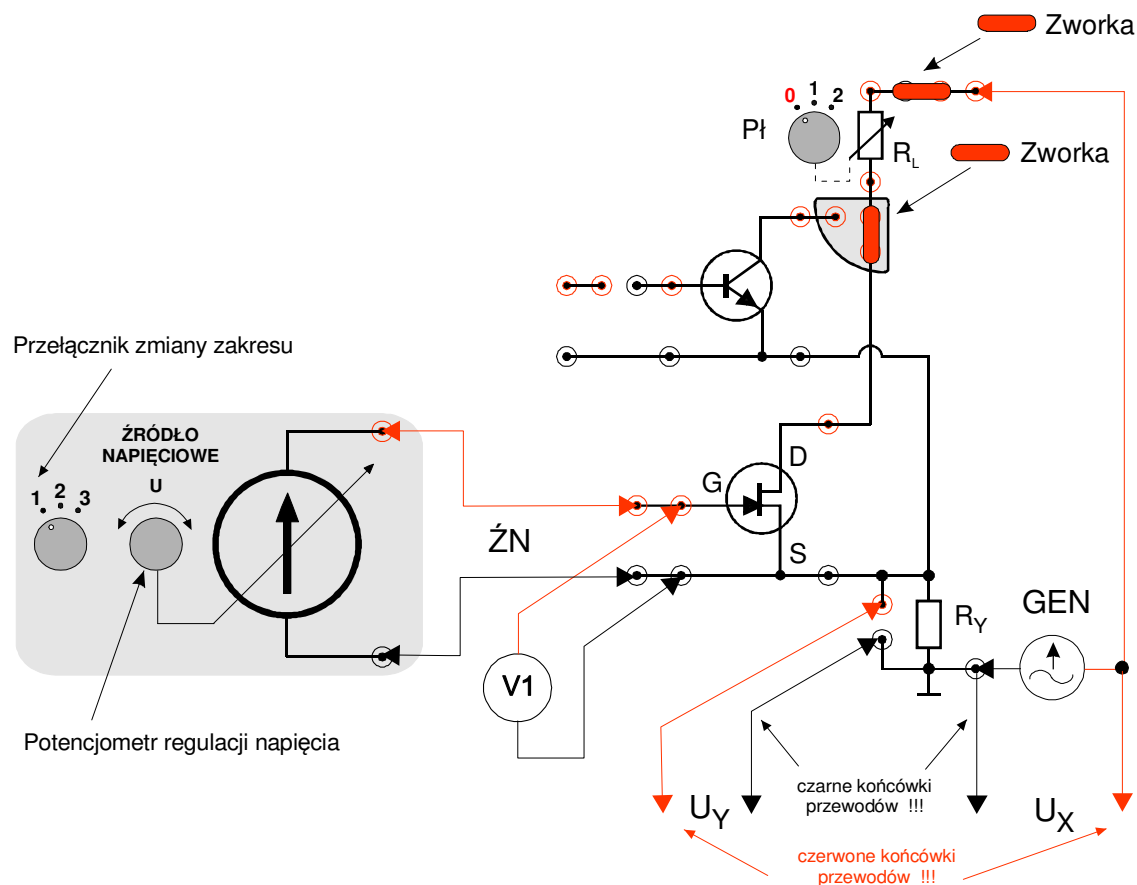 Zworka
0 1 2
Pł
R L
Zworka
Przełącznik zmiany zakresu
ŹRÓDŁO
NAPIĘCIOWE
U
1 2 3
D
G
S
ŹN
V1
R Y
GEN
Potencjometr regulacji napięcia
czarne końcówki
przewodów !!!
U Y
U X
czerwone końcówki
przewodów !!!